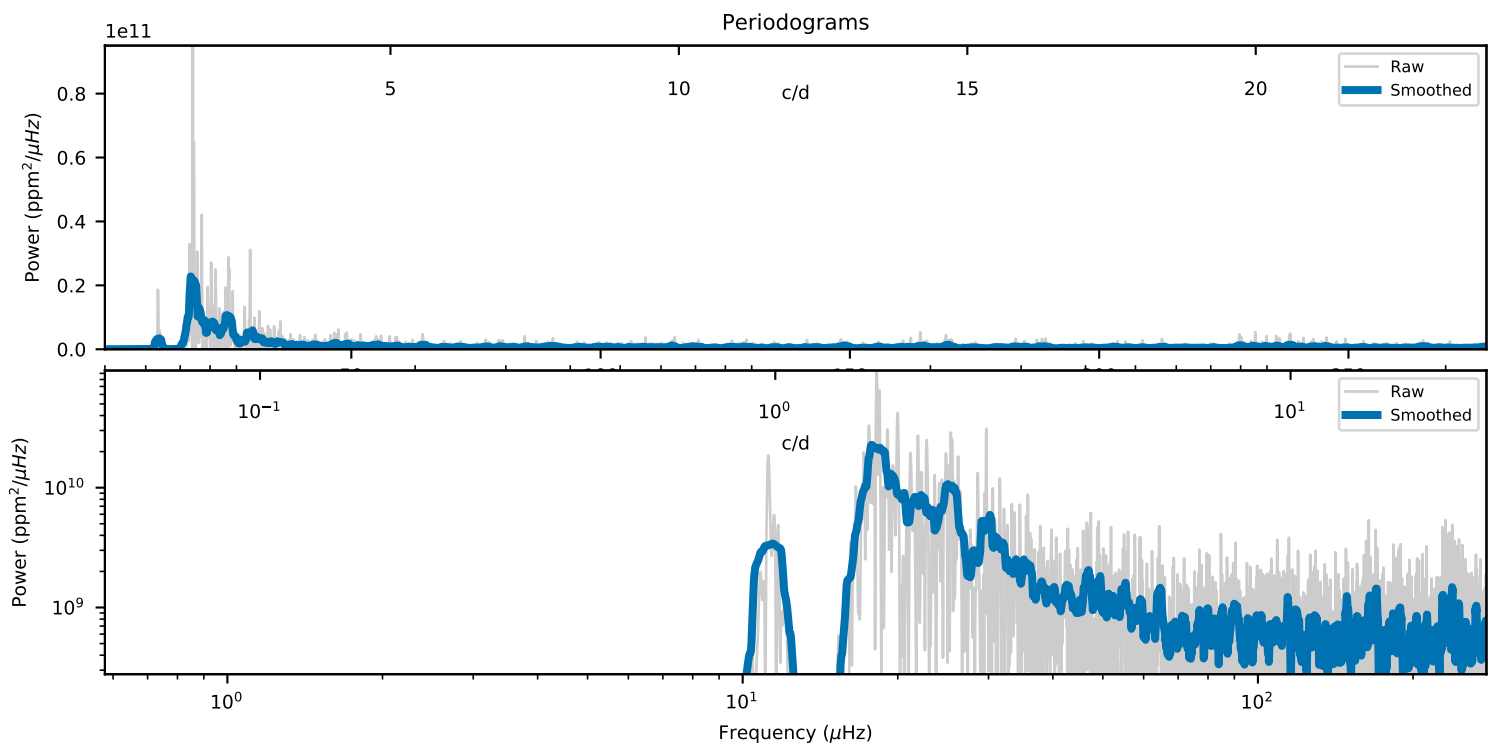 Periodograms
1e11
Raw
Smoothed
5 10 15 20
c/d
0.8
0.6
0.4
0.2
0.0
Power (ppm²/μHz)
Raw
Smoothed
10⁻¹ 10⁰ 10¹
c/d
10¹⁰
10⁹
Power (ppm²/μHz)
10⁰ 10¹ 10²
Frequency (μHz)